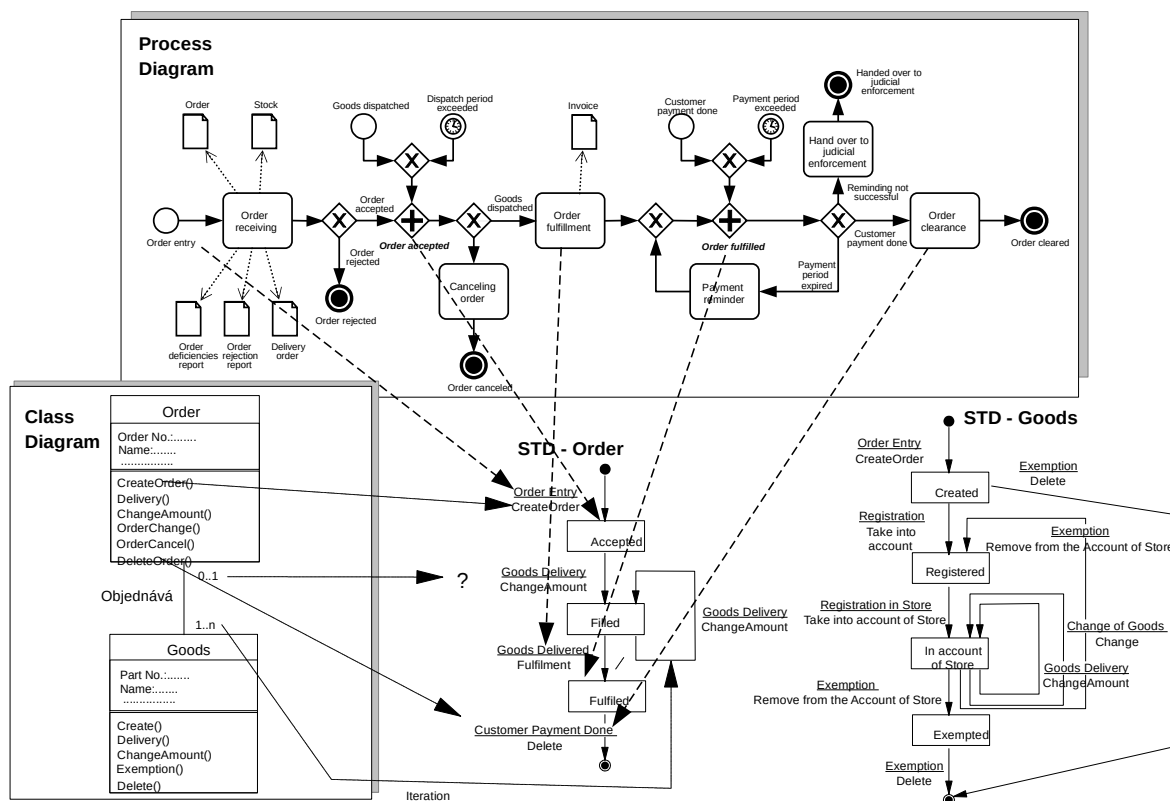 Process
Diagram
Order
Stock
Goods dispatched
Dispatch period
exceeded
Invoice
Customer
payment done
Payment period
exceeded
Handed over to
judicial
enforcement
X
X
Hand over to
judicial
enforcement
Order entry
Order
receiving
X
Order
accepted
Order accepted
X
Goods
dispatched
Order
fulfillment
X
Order fulfilled
X
Reminding not
successful
Customer
payment done
Order
clearance
Order cleared
Order
rejected
Order rejected
Canceling
order
Order canceled
Payment
reminder
Payment
period
expired
Order
deficiencies
report
Order
rejection
report
Delivery
order
Class
Diagram
Order
Order No.:.......
Name:.......
................
CreateOrder()
Delivery()
ChangeAmount()
OrderChange()
OrderCancel()
DeleteOrder()
0..1
?
Objednává
1..n
Goods
Part No.:.......
Name:.......
................
Create()
Delivery()
ChangeAmount()
Exemption()
Delete()
Iteration
STD - Order
Order Entry
CreateOrder
Accepted
Goods Delivery
ChangeAmount
Filled
Goods Delivery
ChangeAmount
Goods Delivered
Fulfilment
Fulfiled
Customer Payment Done
Delete
STD - Goods
Order Entry
CreateOrder
Created
Exemption
Delete
Registration
Take into
account
Exemption
Remove from the Account of Store
Registered
Registration in Store
Take into account of Store
In account
of Store
Change of Goods
Change
Goods Delivery
ChangeAmount
Exemption
Remove from the Account of Store
Exempted
Exemption
Delete